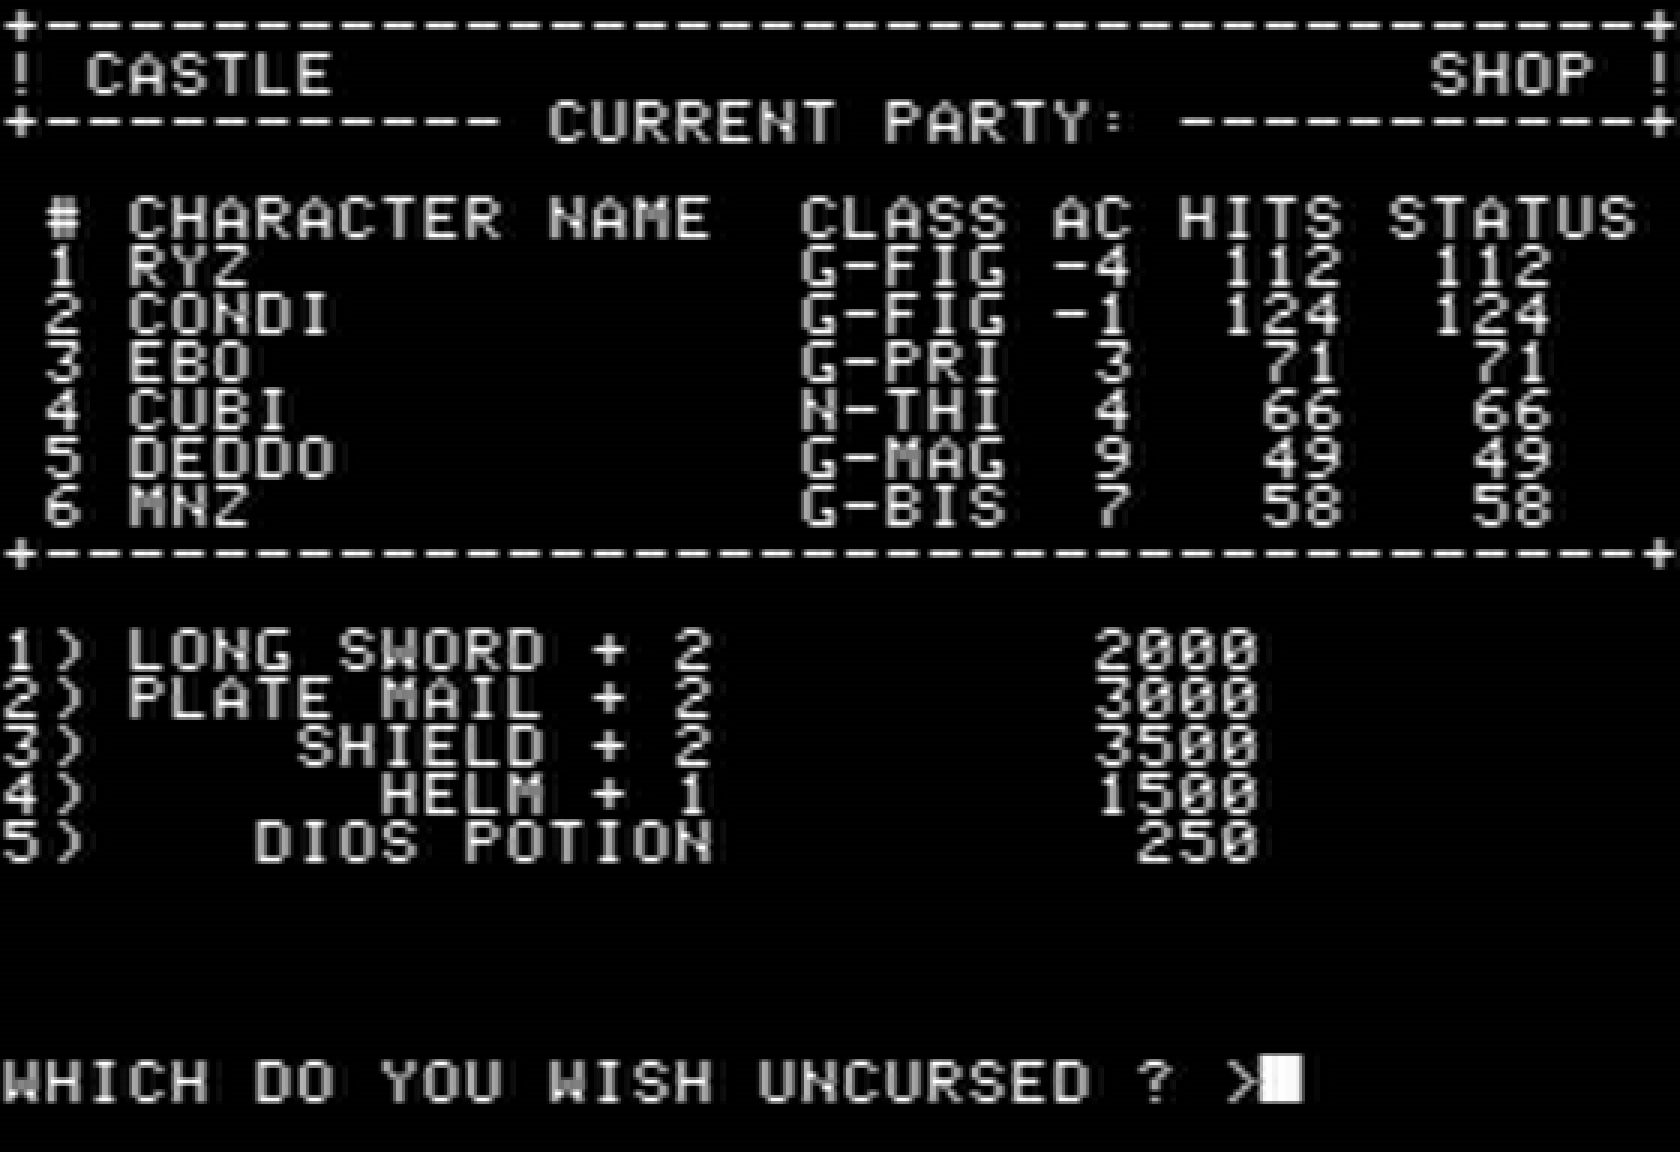 +--------------------------------------+
! CASTLE                          SHOP !
+----------- CURRENT PARTY: -----------+
 # CHARACTER NAME  CLASS AC HITS STATUS
 1 RYZ             G-FIG -4  112  112
 2 CONDI           G-FIG -1  124  124
 3 EBO             G-PRI  3   71   71
 4 CUBI            N-THI  4   66   66
 5 DEDDO           G-MAG  9   49   49
 6 MNZ             G-BIS  7   58   58
+--------------------------------------+
1) LONG SWORD + 2         2000
2) PLATE MAIL + 2         3000
3)     SHIELD + 2         3500
4)       HELM + 1         1500
5)    DIOS POTION          250
WHICH DO YOU WISH UNCURSED ? >